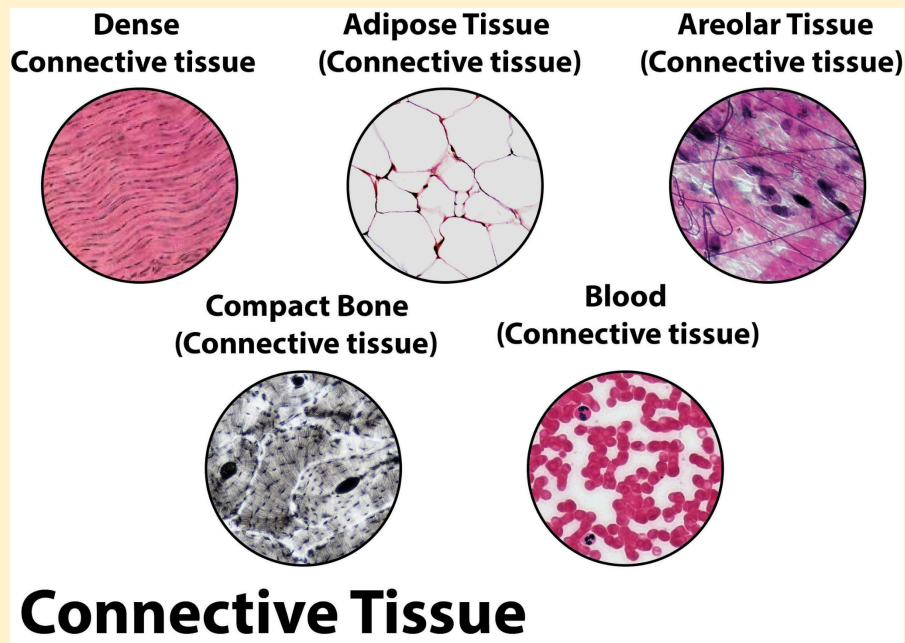 Dense
Connective tissue
Adipose Tissue
(Connective tissue)
Areolar Tissue
(Connective tissue)
Compact Bone
(Connective tissue)
Blood
(Connective tissue)
Connective Tissue